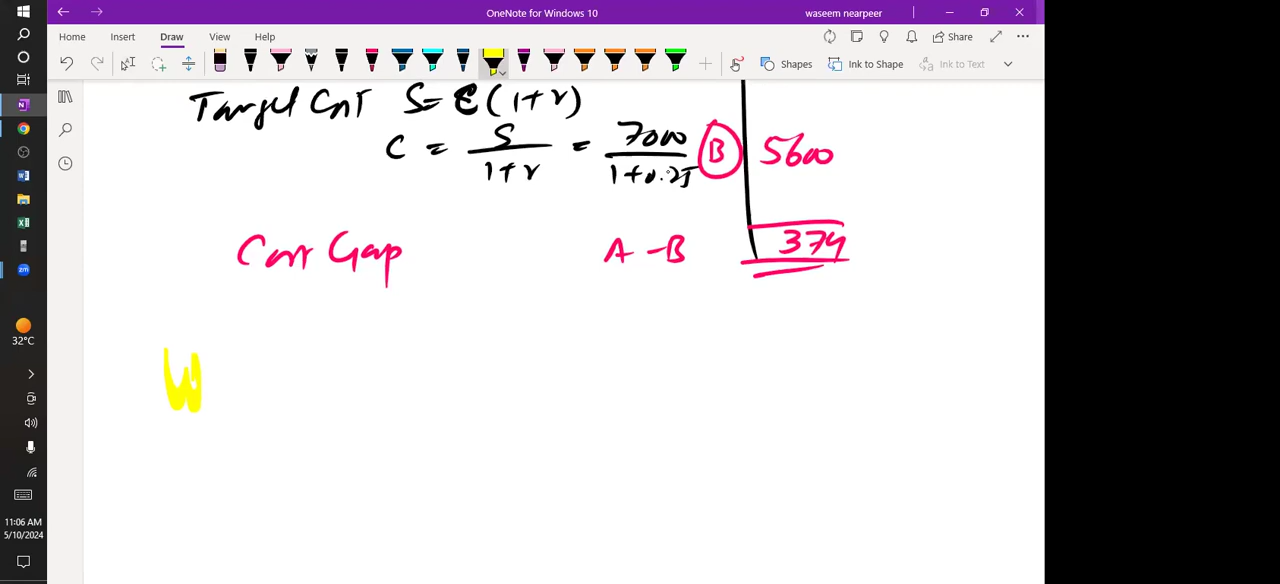 OneNote for Windows 10
waseem nearpeer
Home Insert Draw View Help
Share
Shapes Ink to Shape Ink to Text
Target Cost S = C (1+r)
C = S / 1+r = 7000 / 1+0.25 B 5600
Cost Gap A - B 374
W
32°C
11:06 AM
5/10/2024